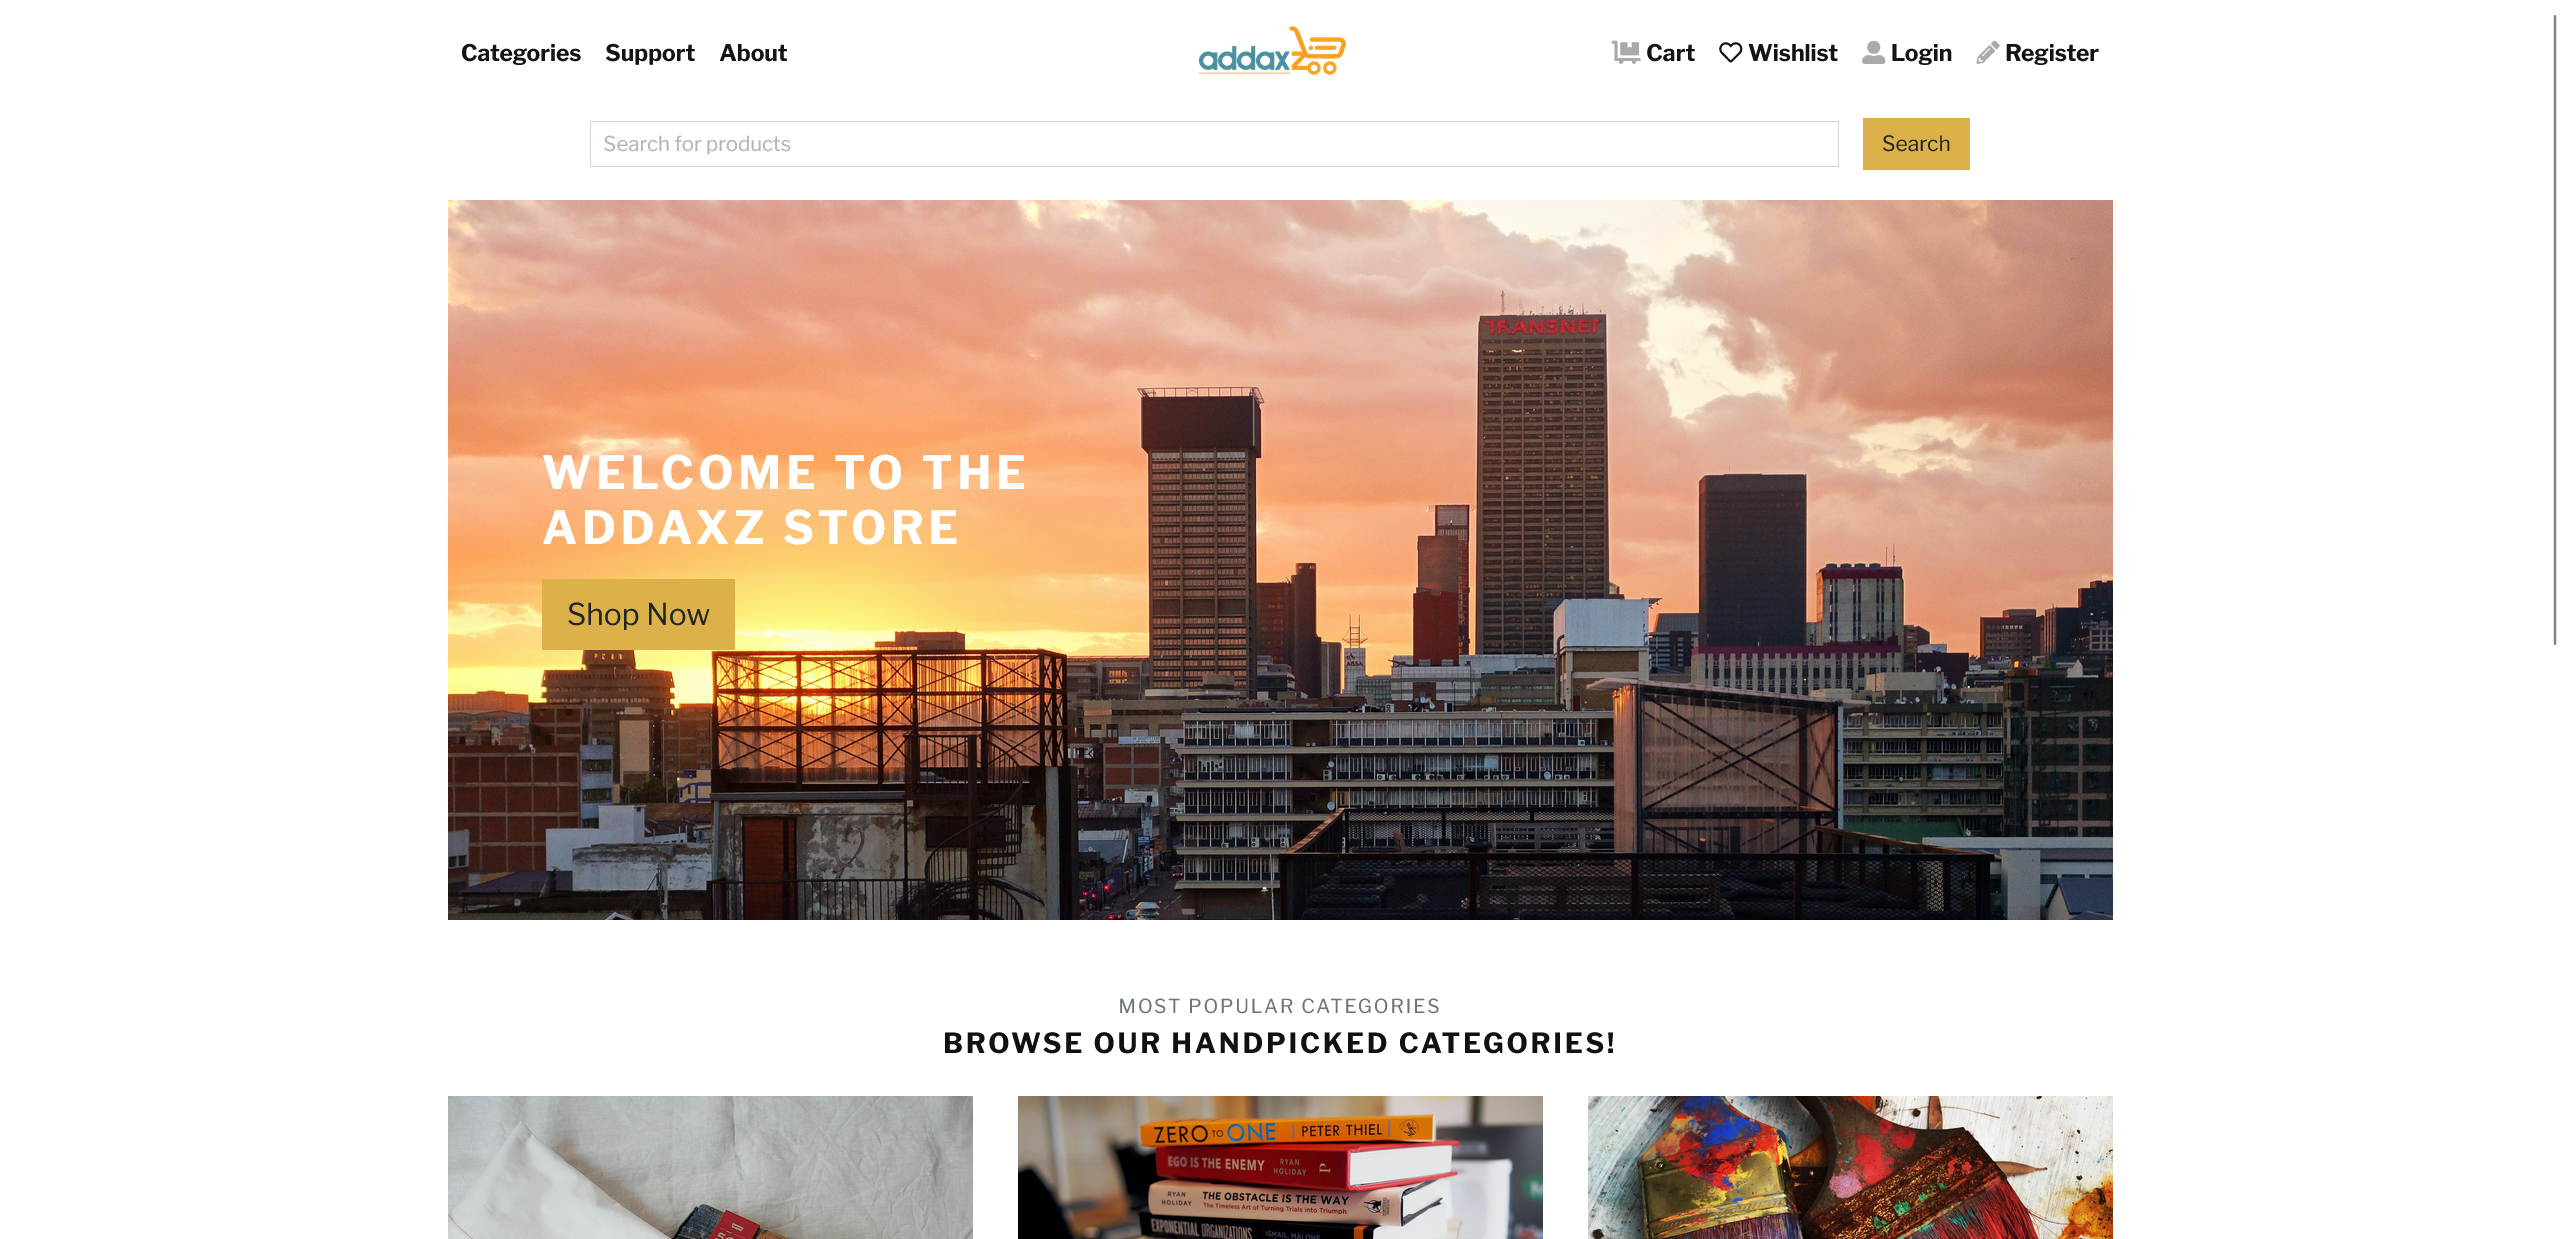 Categories Support About
addaxz
Cart Wishlist Login Register
Search for products
Search
TRANSNET
WELCOME TO THE
ADDAXZ STORE
Shop Now
ABSA
MOST POPULAR CATEGORIES
BROWSE OUR HANDPICKED CATEGORIES!
ZERO TO ONE PETER THIEL
EGO IS THE ENEMY RYAN HOLIDAY P
RYAN HOLIDAY THE OBSTACLE IS THE WAY
The Timeless Art of Turning Trials into Triumph
EXPONENTIAL ORGANIZATIONS ISMAIL, MALONE